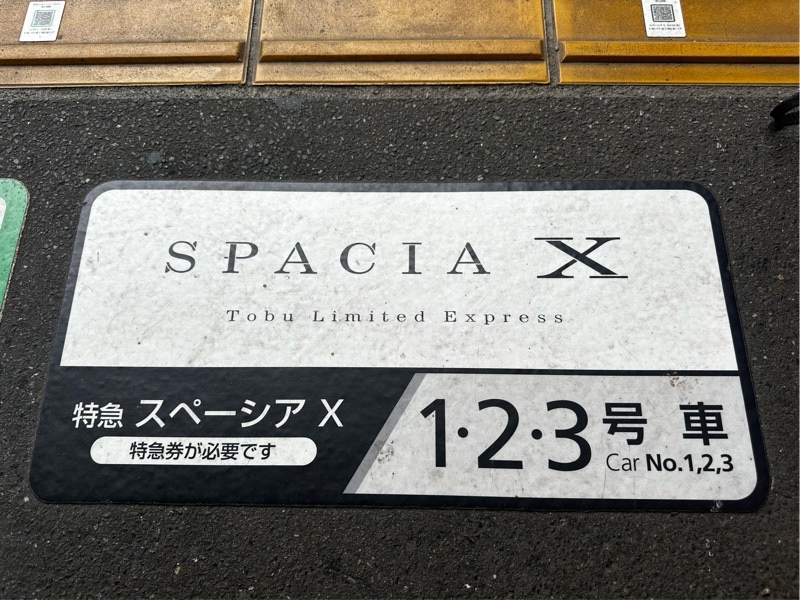 SPACIA X
Tobu Limited Express
特急 スペーシア X
特急券が必要です
1・2・3号車
Car No.1,2,3